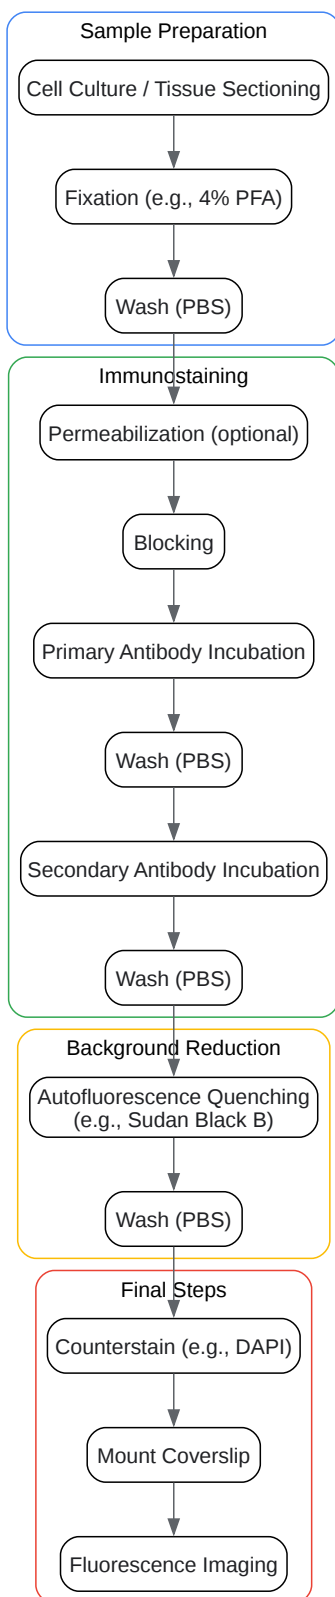 Sample Preparation
Cell Culture / Tissue Sectioning
Fixation (e.g., 4% PFA)
Wash (PBS)
Immunostaining
Permeabilization (optional)
Blocking
Primary Antibody Incubation
Wash (PBS)
Secondary Antibody Incubation
Wash (PBS)
Background Reduction
Autofluorescence Quenching
(e.g., Sudan Black B)
Wash (PBS)
Final Steps
Counterstain (e.g., DAPI)
Mount Coverslip
Fluorescence Imaging